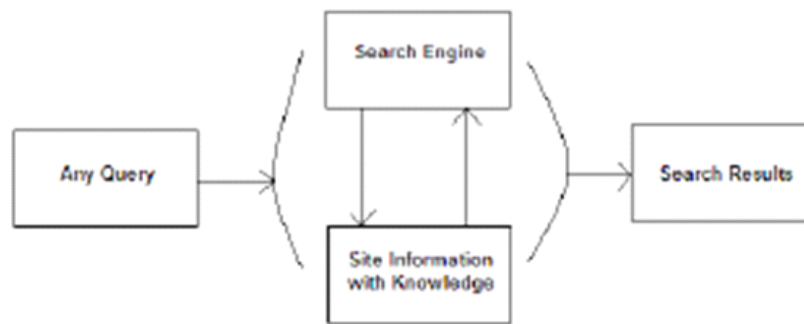 Search Engine
Any Query
Search Results
Site Information
with Knowledge